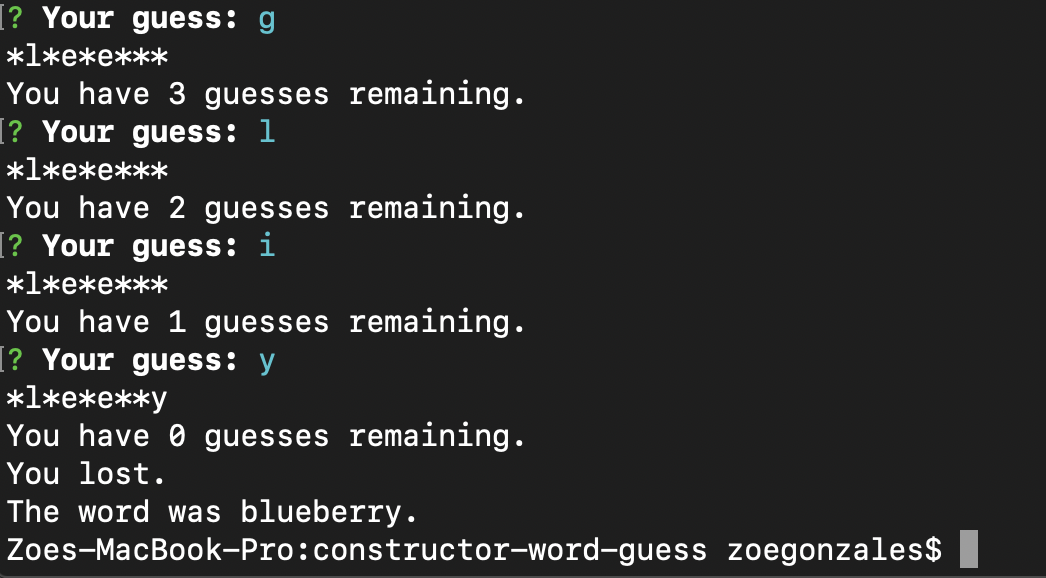 ? Your guess: g
*l*e*e***
You have 3 guesses remaining.
? Your guess: l
*l*e*e***
You have 2 guesses remaining.
? Your guess: i
*l*e*e***
You have 1 guesses remaining.
? Your guess: y
*l*e*e**y
You have 0 guesses remaining.
You lost.
The word was blueberry.
Zoes-MacBook-Pro:constructor-word-guess zoegonzales$